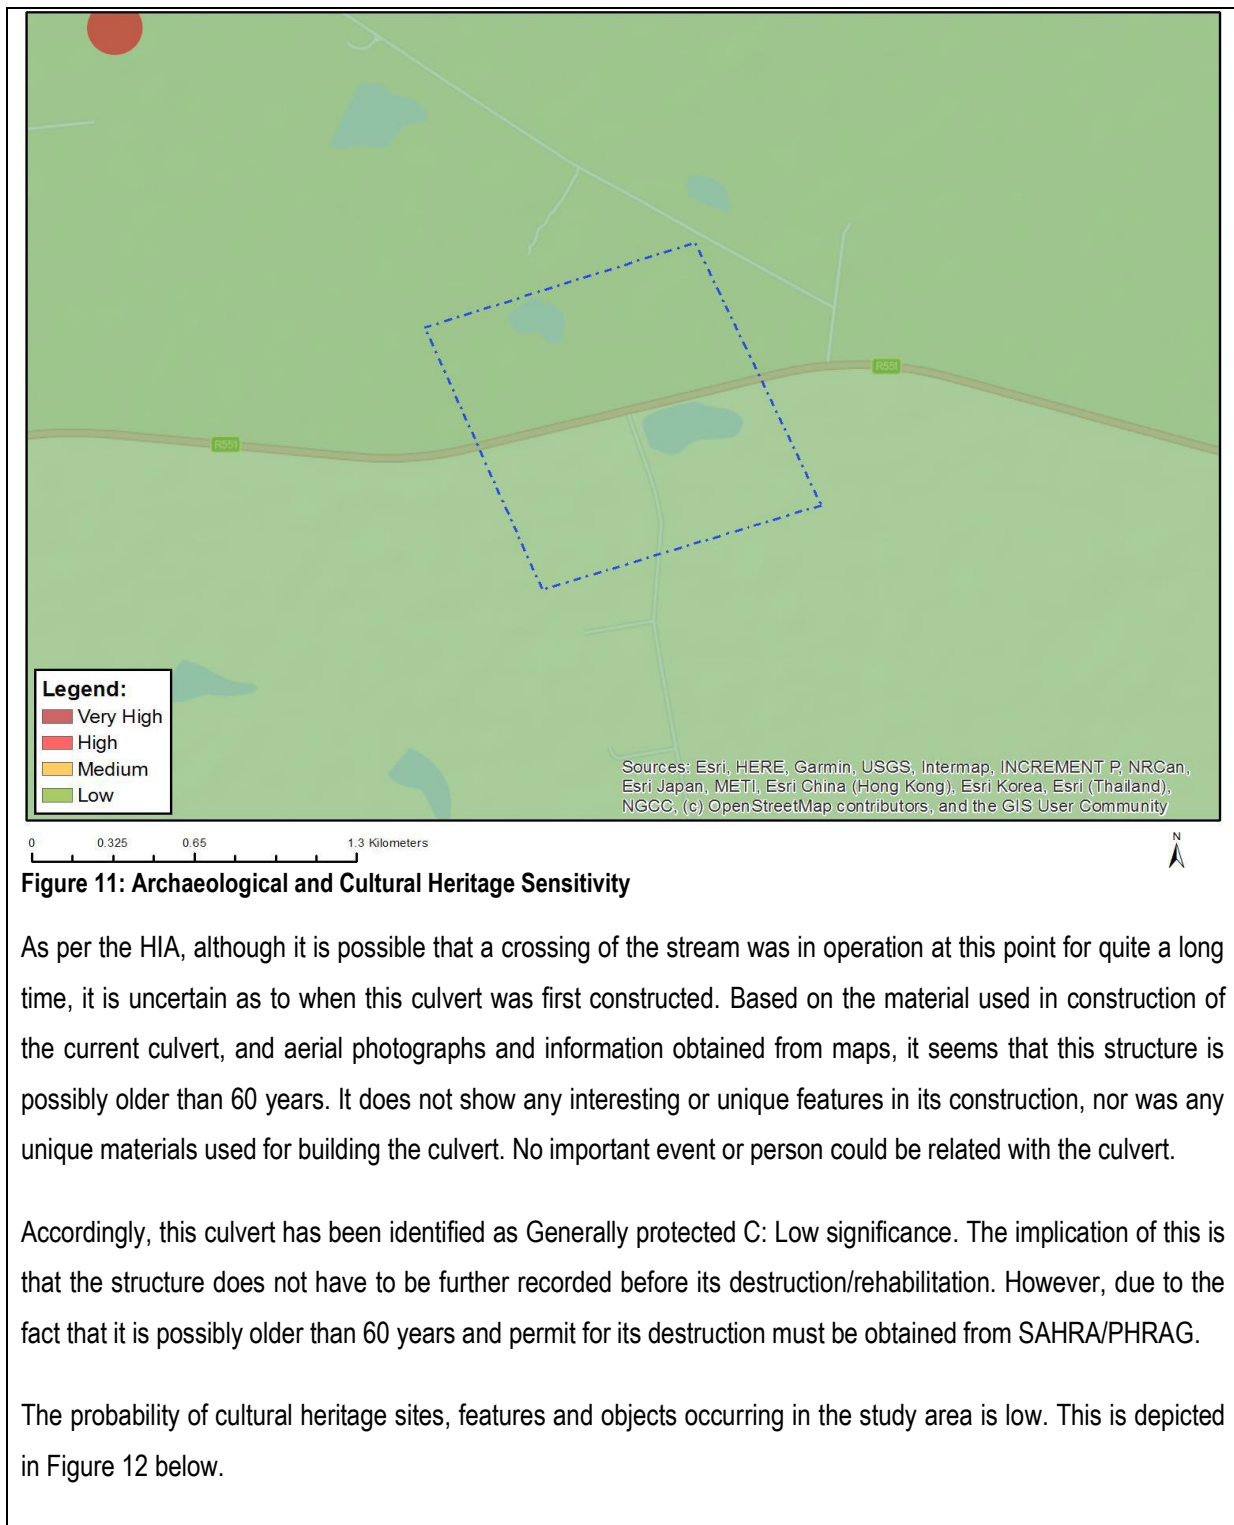 R551
R551
Legend:
Very High
High
Medium
Low
Sources: Esri, HERE, Garmin, USGS, Intermap, INCREMENT P, NRCan,
Esri Japan, METI, Esri China (Hong Kong), Esri Korea, Esri (Thailand),
NGCC, (c) OpenStreetMap contributors, and the GIS User Community
0 0.325 0.65 1.3 Kilometers
N
Figure 11: Archaeological and Cultural Heritage Sensitivity
As per the HIA, although it is possible that a crossing of the stream was in operation at this point for quite a long
time, it is uncertain as to when this culvert was first constructed. Based on the material used in construction of
the current culvert, and aerial photographs and information obtained from maps, it seems that this structure is
possibly older than 60 years. It does not show any interesting or unique features in its construction, nor was any
unique materials used for building the culvert. No important event or person could be related with the culvert.
Accordingly, this culvert has been identified as Generally protected C: Low significance. The implication of this is
that the structure does not have to be further recorded before its destruction/rehabilitation. However, due to the
fact that it is possibly older than 60 years and permit for its destruction must be obtained from SAHRA/PHRAG.
The probability of cultural heritage sites, features and objects occurring in the study area is low. This is depicted
in Figure 12 below.